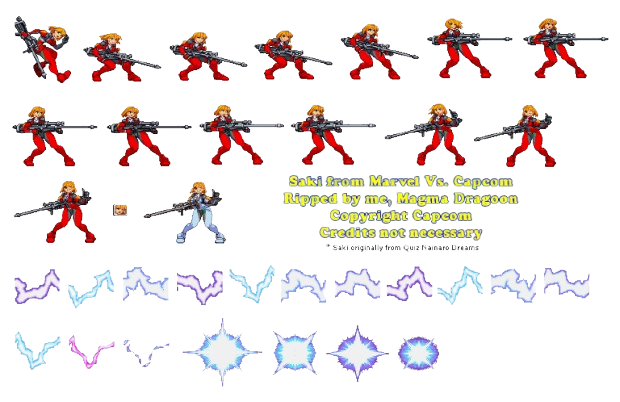 Saki from Marvel Vs. Capcom
Ripped by me, Magma Dragoon
Copyright Capcom
Credits not necessary
* Saki originally from Quiz Nanairo Dreams